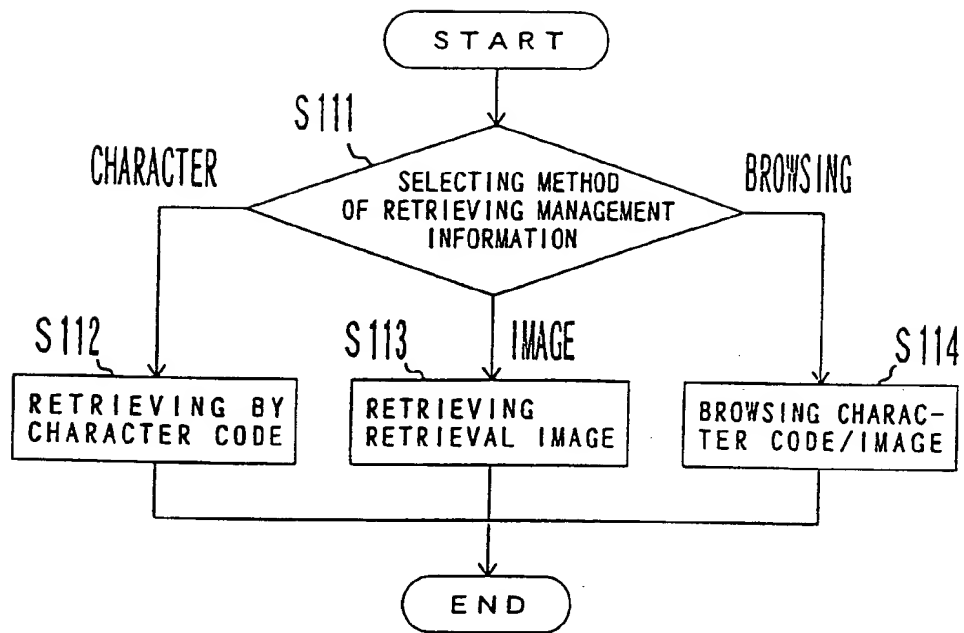 START
S111
CHARACTER
BROWSING
SELECTING METHOD
OF RETRIEVING MANAGEMENT
INFORMATION
S112
S113
IMAGE
S114
RETRIEVING BY
CHARACTER CODE
RETRIEVING
RETRIEVAL IMAGE
BROWSING CHARAC-
TER CODE/IMAGE
END